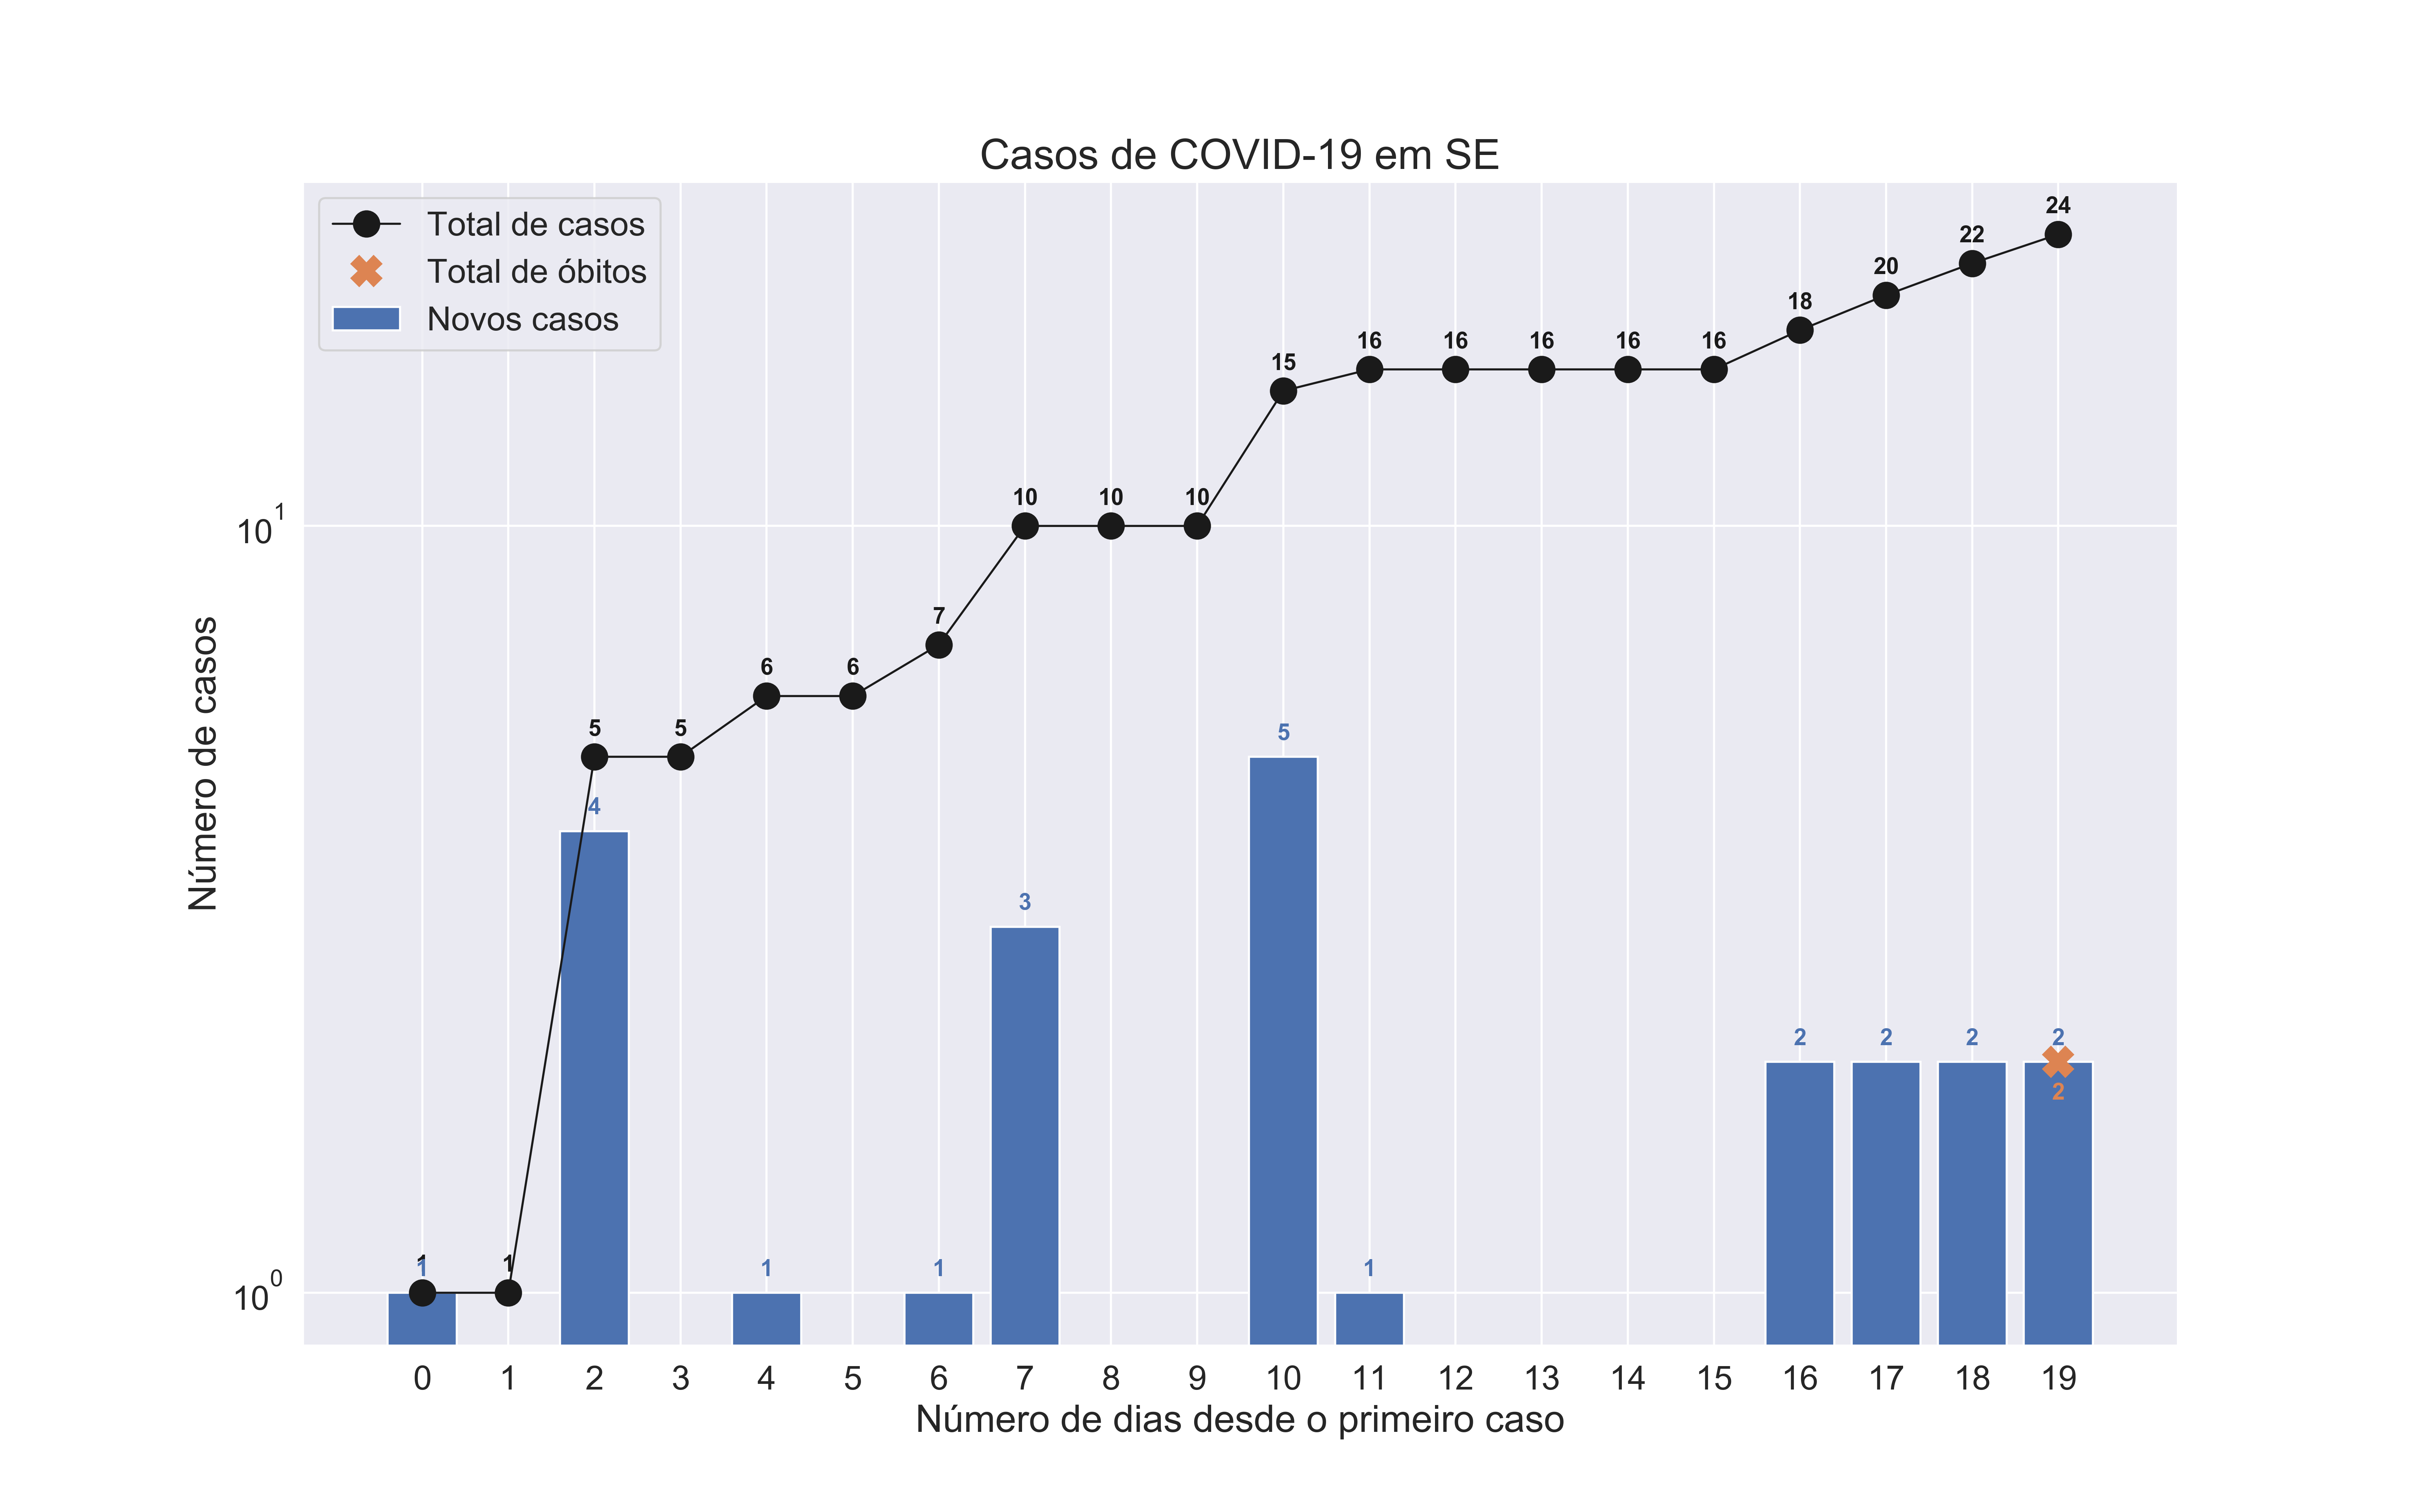 Casos de COVID-19 em SE
Total de casos
Total de óbitos
Novos casos
Número de casos
10^1
10^0
1 1 5 5 6 6 7 10 10 10 15 16 16 16 16 16 18 20 22 24
1 4 1 1 3 5 1 2 2 2 2
2
0 1 2 3 4 5 6 7 8 9 10 11 12 13 14 15 16 17 18 19
Número de dias desde o primeiro caso